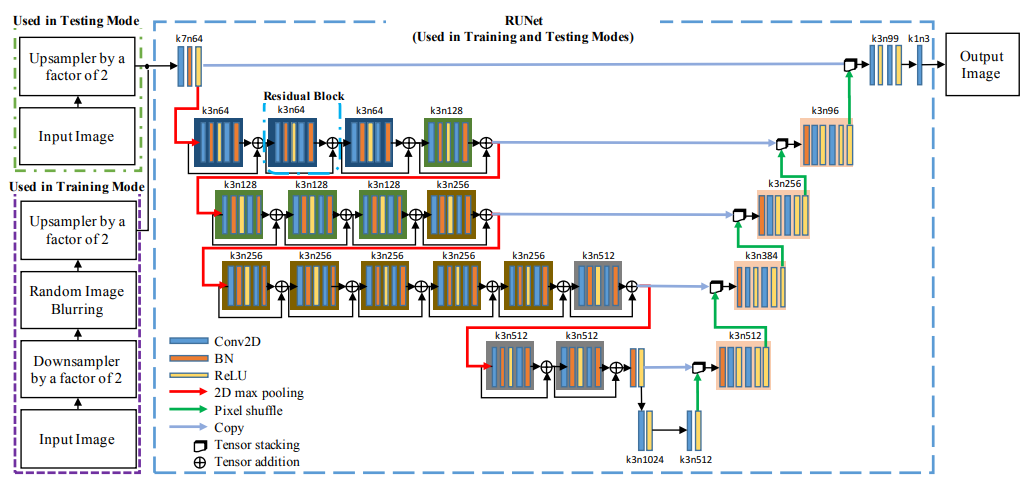 Used in Testing Mode
Upsampler by a
factor of 2
Input Image
Used in Training Mode
Upsampler by a
factor of 2
Random Image
Blurring
Downsampler
by a factor of 2
Input Image
RUNet
(Used in Training and Testing Modes)
k7n64
k3n99 k1n3
Output
Image
Residual Block
k3n64 k3n64 k3n64 k3n128
k3n96
k3n128 k3n128 k3n128 k3n256
k3n256
k3n256 k3n256 k3n256 k3n256 k3n256 k3n512
k3n384
k3n512 k3n512
k3n512
k3n1024 k3n512
Conv2D
BN
ReLU
2D max pooling
Pixel shuffle
Copy
Tensor stacking
Tensor addition